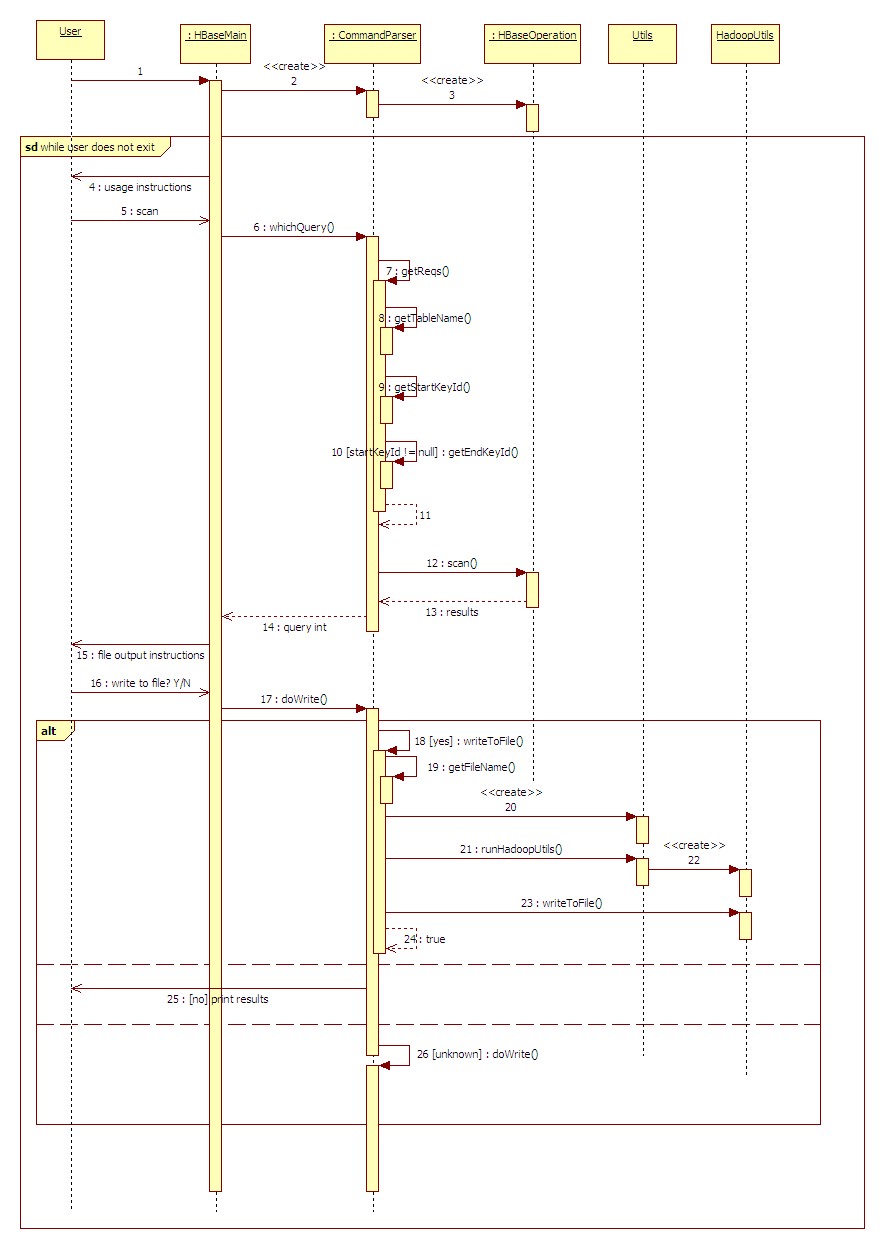 User
: HBaseMain
: CommandParser
: HBaseOperation
Utils
HadoopUtils
1
<<create>>
2
<<create>>
3
sd while user does not exit
4 : usage instructions
5 : scan
6 : whichQuery()
7 : getReqs()
8 : getTableName()
9 : getStartKeyId()
10 [startKeyId != null] : getEndKeyId()
11
12 : scan()
13 : results
14 : query int
15 : file output instructions
16 : write to file? Y/N
17 : doWrite()
alt
18 [yes] : writeToFile()
19 : getFileName()
<<create>>
20
21 : runHadoopUtils()
<<create>>
22
23 : writeToFile()
24 : true
25 : [no] print results
26 [unknown] : doWrite()